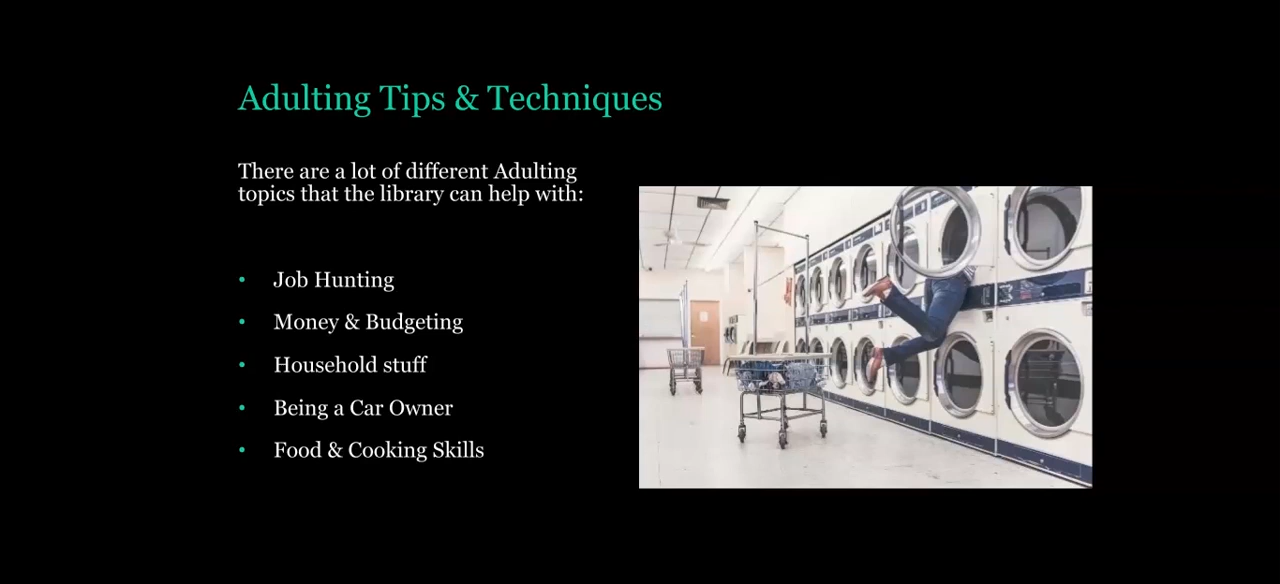 Adulting Tips & Techniques
There are a lot of different Adulting
topics that the library can help with:
• Job Hunting
• Money & Budgeting
• Household stuff
• Being a Car Owner
• Food & Cooking Skills